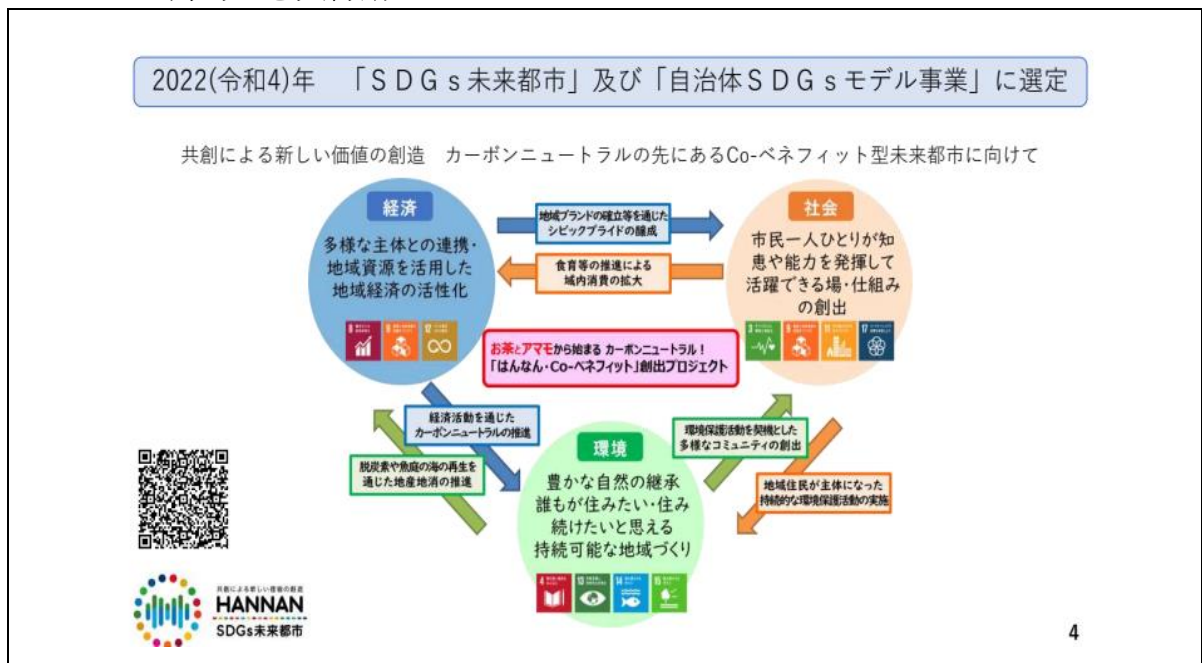 2022(令和4)年　「ＳＤＧｓ未来都市」及び「自治体ＳＤＧｓモデル事業」に選定
共創による新しい価値の創造　カーボンニュートラルの先にあるCo-ベネフィット型未来都市に向けて
経済
多様な主体との連携・
地域資源を活用した
地域経済の活性化
8
9
12
地域ブランドの確立等を通じた
シビックプライドの醸成
食育等の推進による
域内消費の拡大
社会
市民一人ひとりが知
恵や能力を発揮して
活躍できる場・仕組み
の創出
3
9
11
17
お茶とアマモから始まる カーボンニュートラル！
「はんなん・Co-ベネフィット」創出プロジェクト
経済活動を通じた
カーボンニュートラルの推進
脱炭素や魚庭の海の再生を
通じた地産地消の推進
環境保護活動を契機とした
多様なコミュニティの創出
地域住民が主体になった
持続的な環境保護活動の実施
環境
豊かな自然の継承
誰もが住みたい・住み
続けたいと思える
持続可能な地域づくり
4
13
14
15
共創による新しい価値の創造
HANNAN
SDGs未来都市
4